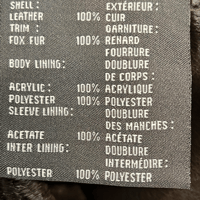 SHELL: EXTÉRIEUR:
LEATHER 100% CUIR
TRIM: GARNITURE:
FOX FUR 100% RENARD
FOURRURE
BODY LINING: DOUBLURE
DE CORPS:
ACRYLIC: 100% ACRYLIQUE
POLYESTER 100% POLYESTER
SLEEVE LINING: DOUBLURE
DES MANCHES:
ACETATE 100% ACÉTATE
INTER LINING: DOUBLURE
INTERMÉDIRE:
POLYESTER 100% POLYESTER